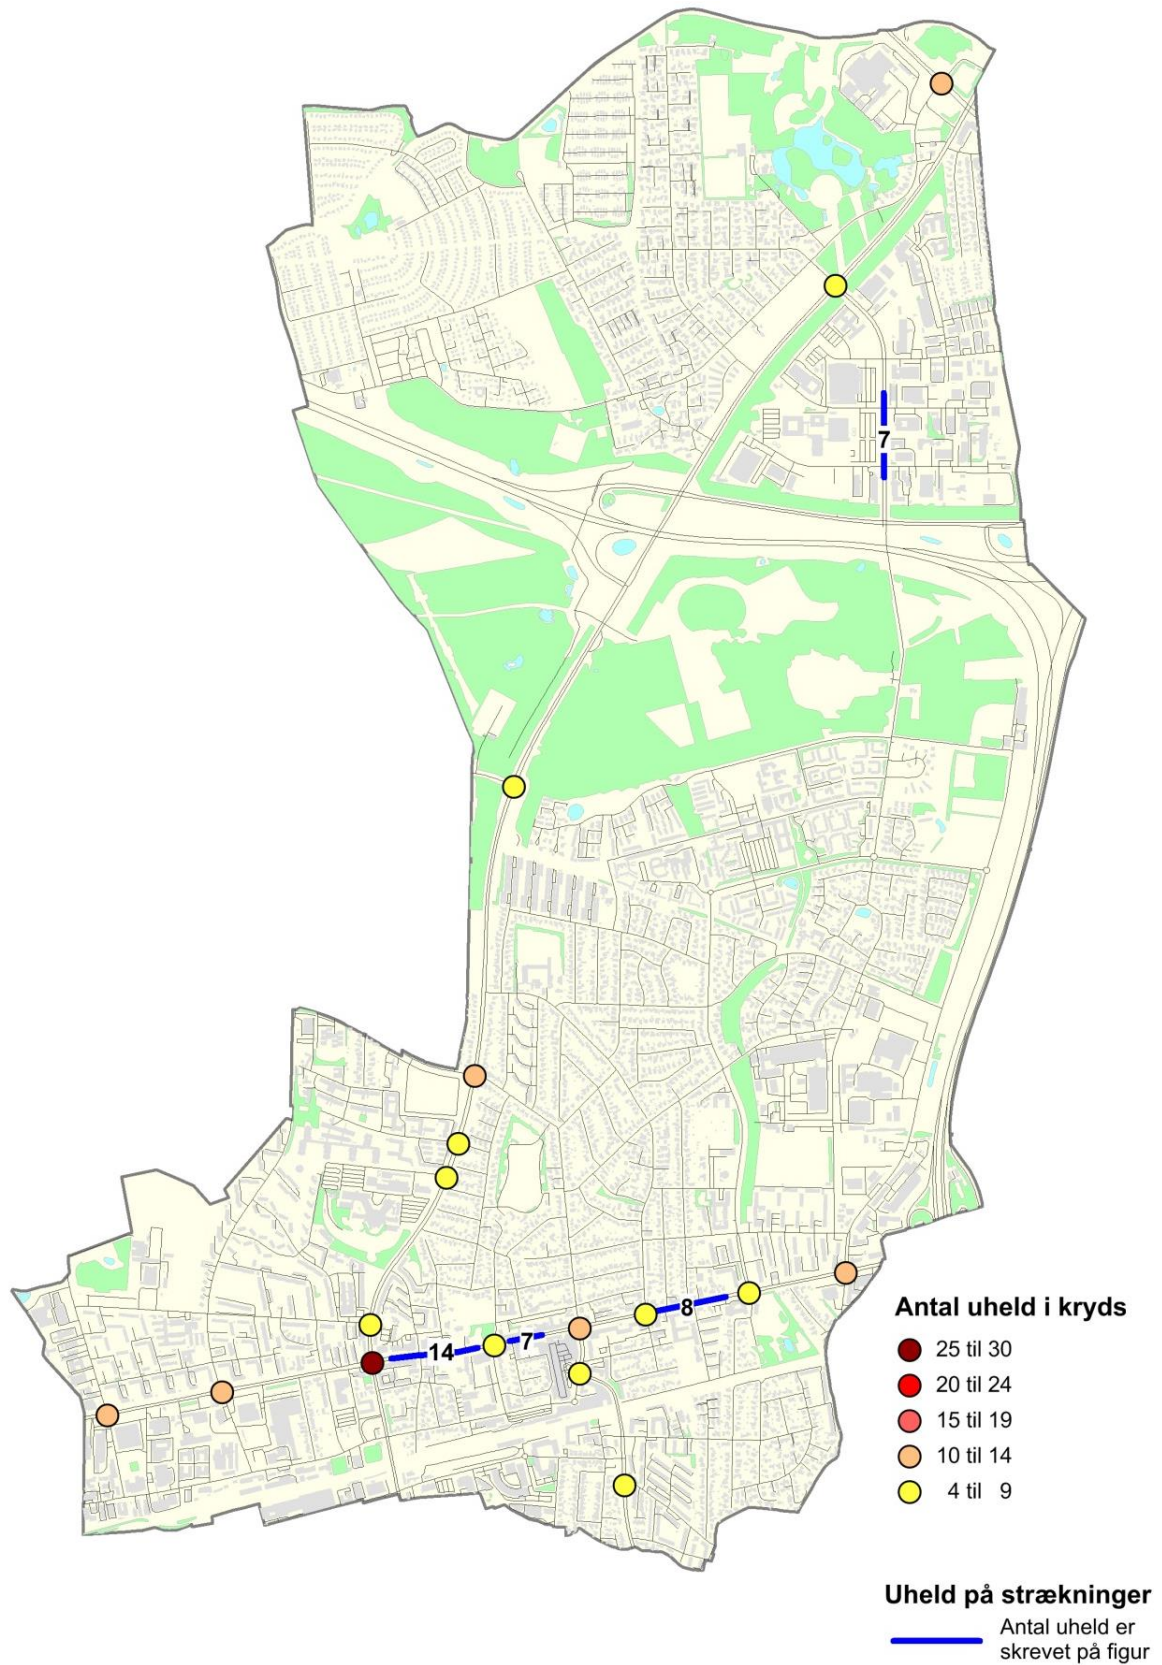 7
8
7
14
Antal uheld i kryds
25 til 30
20 til 24
15 til 19
10 til 14
4 til 9
Uheld på strækninger
Antal uheld er
skrevet på figur